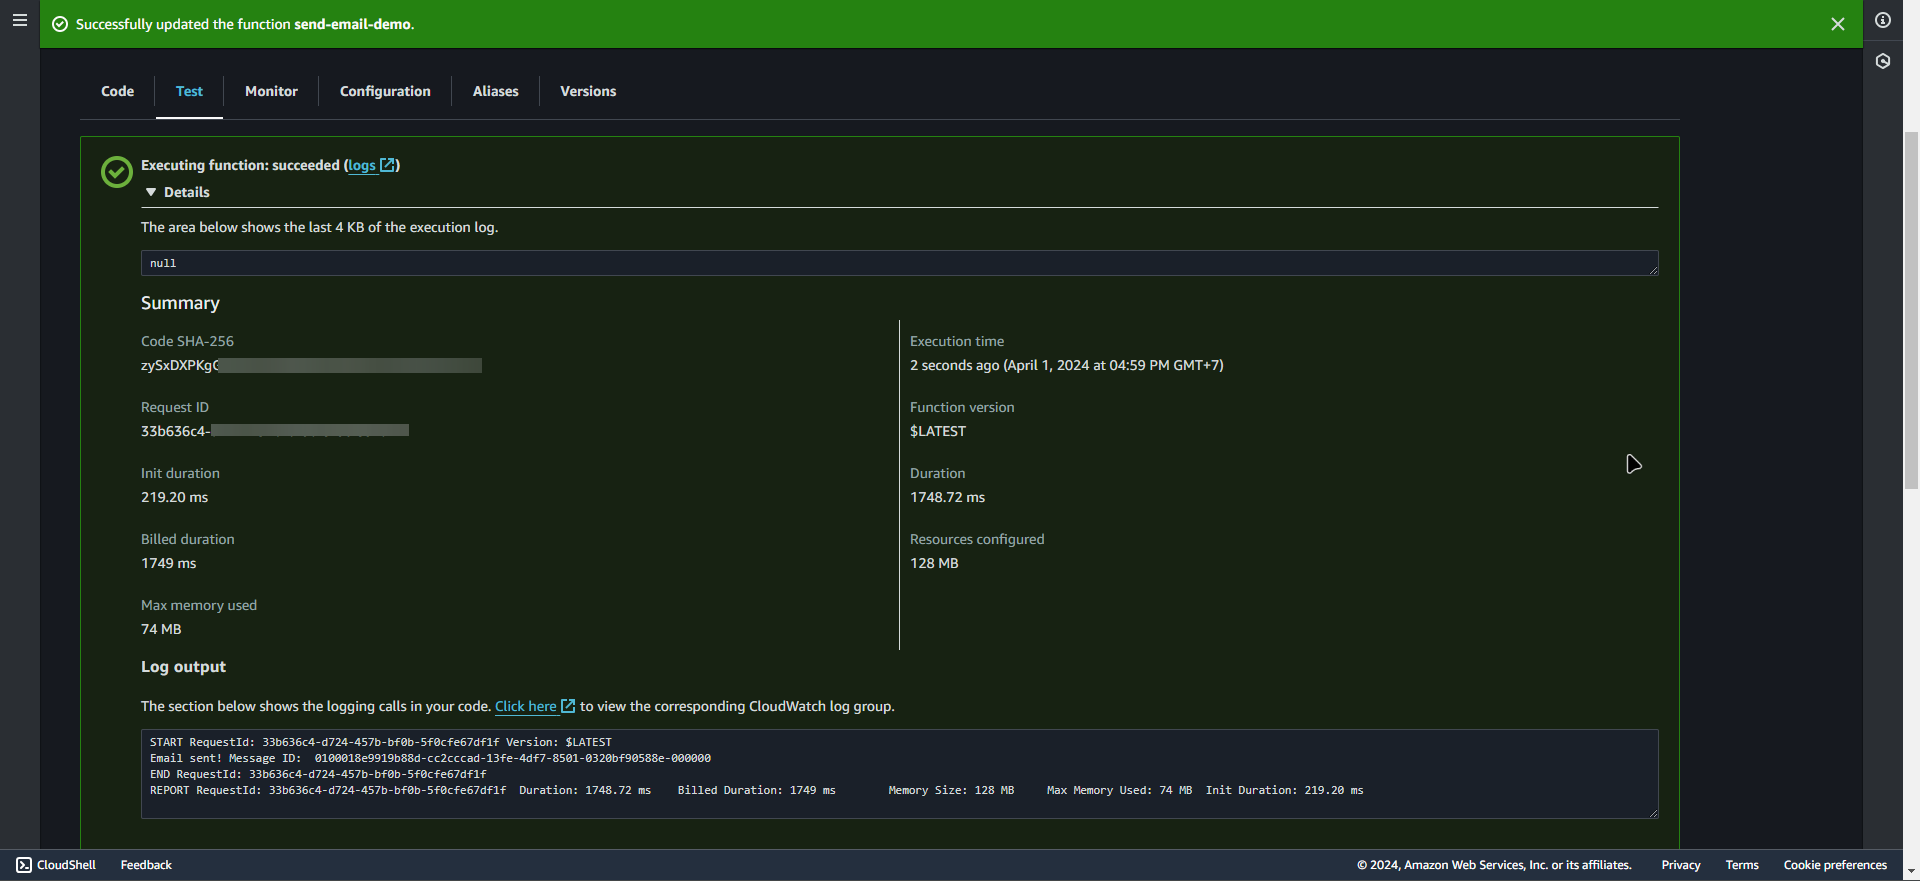 Successfully updated the function send-email-demo.
Code Test Monitor Configuration Aliases Versions
Executing function: succeeded (logs)
Details
The area below shows the last 4 KB of the execution log.
null
Summary
Code SHA-256
zySxDXPKg
Execution time
2 seconds ago (April 1, 2024 at 04:59 PM GMT+7)
Request ID
33b636c4-
Function version
$LATEST
Init duration
219.20 ms
Duration
1748.72 ms
Billed duration
1749 ms
Resources configured
128 MB
Max memory used
74 MB
Log output
The section below shows the logging calls in your code. Click here to view the corresponding CloudWatch log group.
START RequestId: 33b636c4-d724-457b-bf0b-5f0cfe67df1f Version: $LATEST
Email sent! Message ID: 0100018e9919b88d-cc2cccad-13fe-4df7-8501-0320bf90588e-000000
END RequestId: 33b636c4-d724-457b-bf0b-5f0cfe67df1f
REPORT RequestId: 33b636c4-d724-457b-bf0b-5f0cfe67df1f Duration: 1748.72 ms Billed Duration: 1749 ms Memory Size: 128 MB Max Memory Used: 74 MB Init Duration: 219.20 ms
CloudShell Feedback © 2024, Amazon Web Services, Inc. or its affiliates. Privacy Terms Cookie preferences